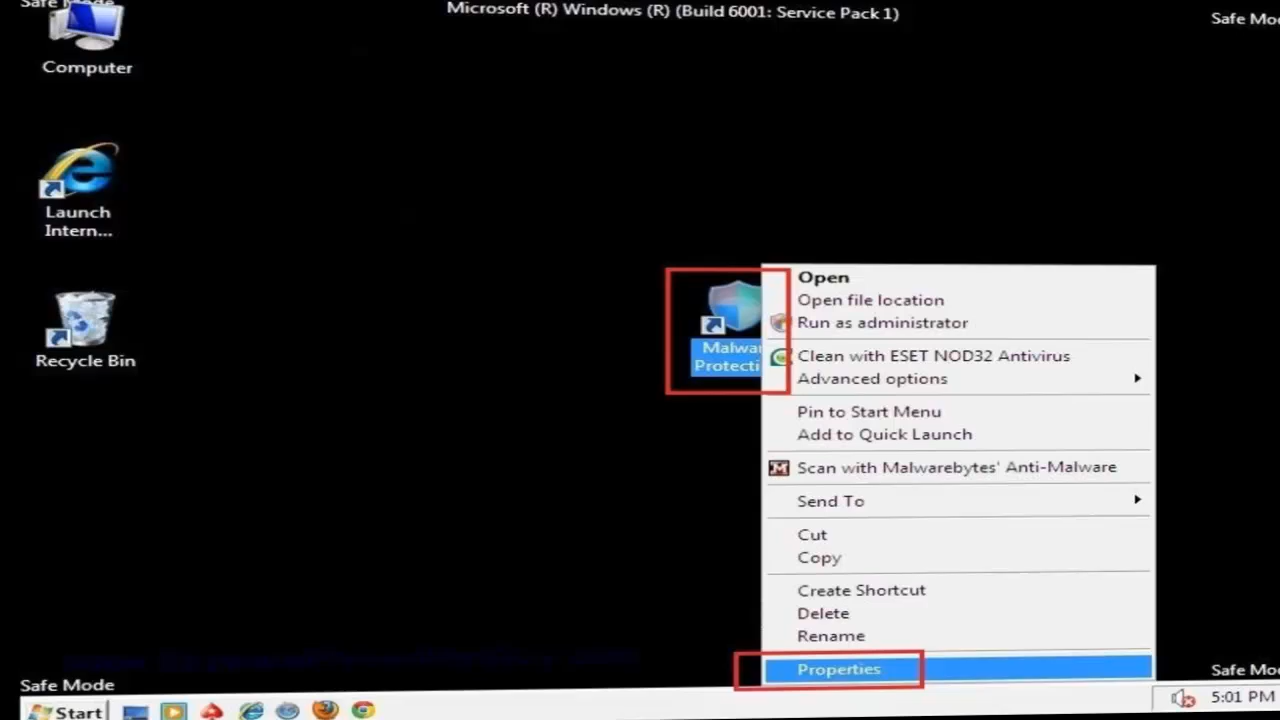 Safe Mode
Microsoft (R) Windows (R) (Build 6001: Service Pack 1)
Safe Mo
Computer
Launch
Intern...
Recycle Bin
Malwar
Protecti
Open
Open file location
Run as administrator
Clean with ESET NOD32 Antivirus
Advanced options
Pin to Start Menu
Add to Quick Launch
Scan with Malwarebytes' Anti-Malware
Send To
Cut
Copy
Create Shortcut
Delete
Rename
Properties
Safe Mode
Safe Mo
Start
5:01 PM